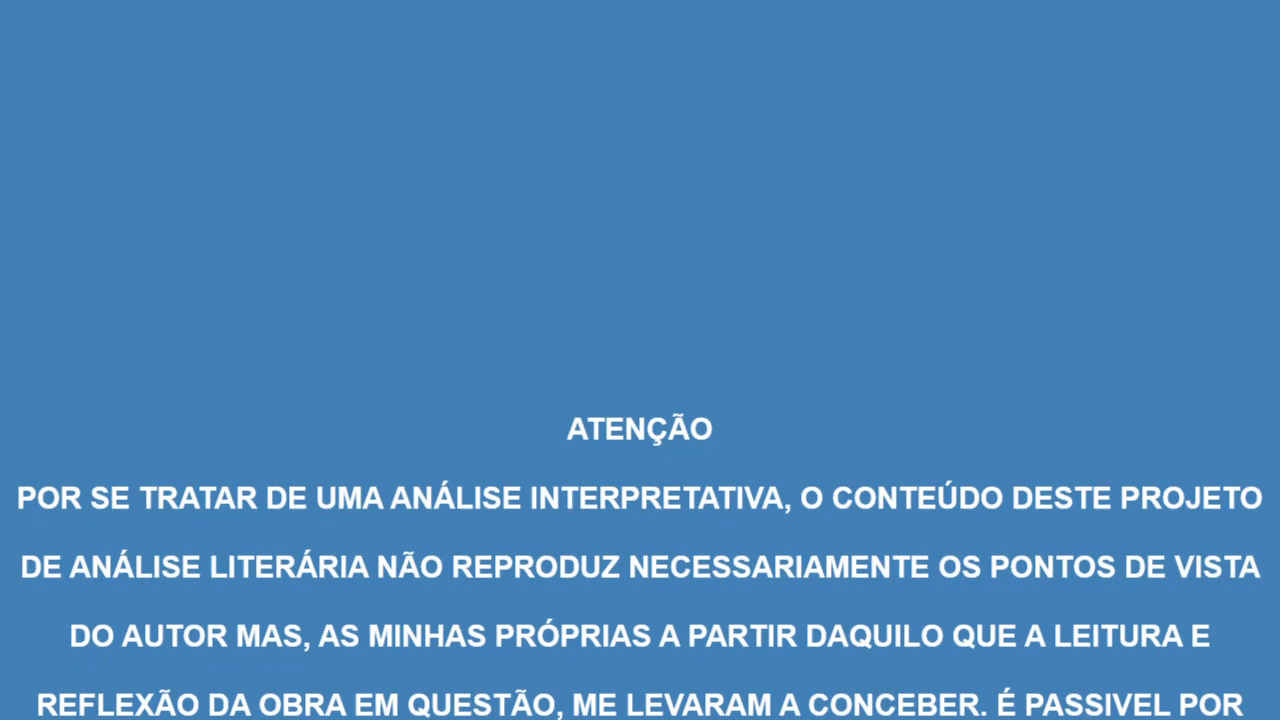 ATENÇÃO
POR SE TRATAR DE UMA ANÁLISE INTERPRETATIVA, O CONTEÚDO DESTE PROJETO
DE ANÁLISE LITERÁRIA NÃO REPRODUZ NECESSARIAMENTE OS PONTOS DE VISTA
DO AUTOR MAS, AS MINHAS PRÓPRIAS A PARTIR DAQUILO QUE A LEITURA E
REFLEXÃO DA OBRA EM QUESTÃO, ME LEVARAM A CONCEBER. É PASSIVEL POR